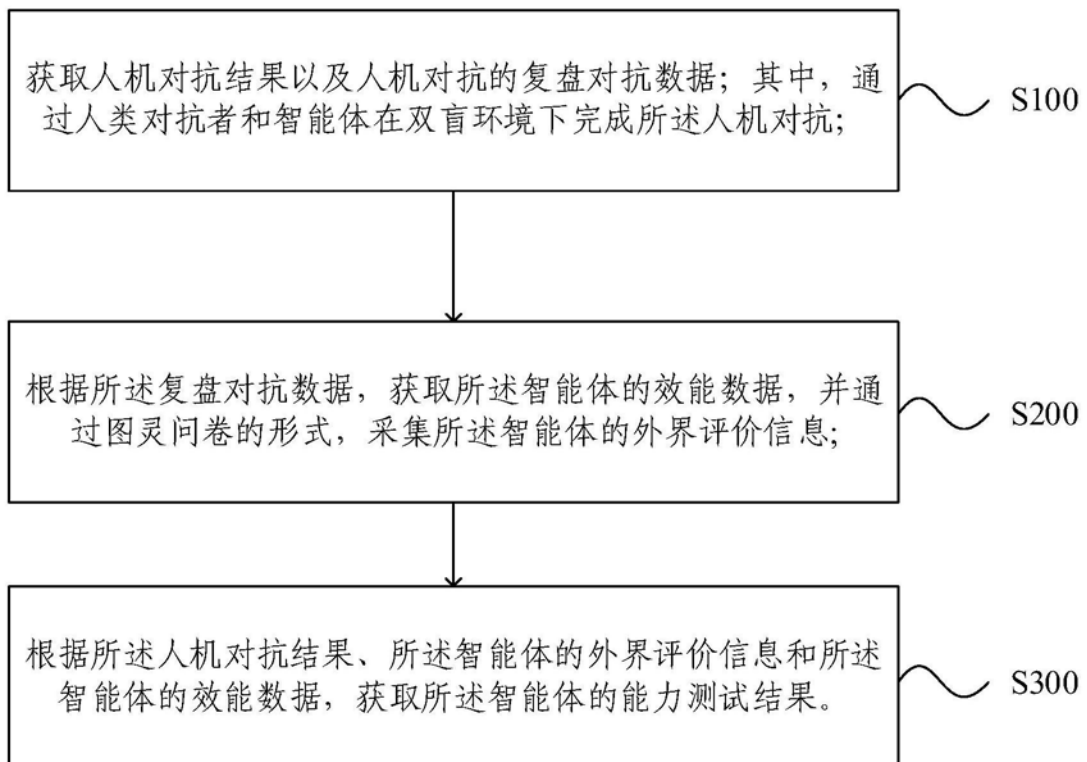 获取人机对抗结果以及人机对抗的复盘对抗数据；其中，通
过人类对抗者和智能体在双盲环境下完成所述人机对抗；
S100
根据所述复盘对抗数据，获取所述智能体的效能数据，并通
过图灵问卷的形式，采集所述智能体的外界评价信息；
S200
根据所述人机对抗结果、所述智能体的外界评价信息和所述
智能体的效能数据，获取所述智能体的能力测试结果。
S300